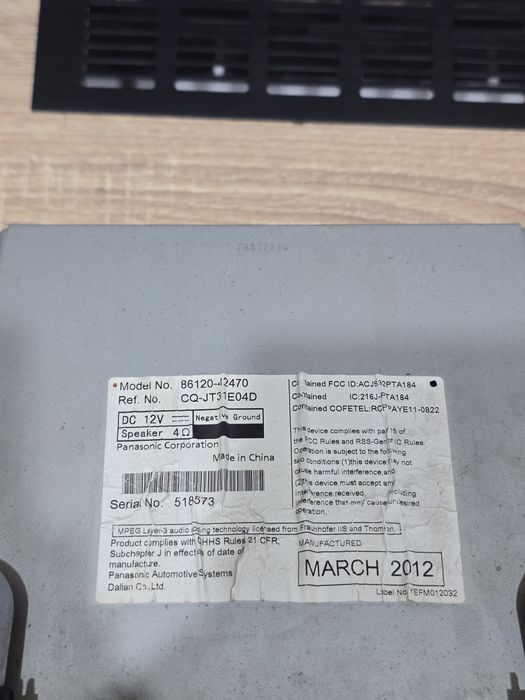 Model No. 86120-42470
Ref. No. CQ-JT31E04D
DC 12V Negative Ground
Speaker 4Ω
Panasonic Corporation
Made in China
Serial No. 518573
Contained FCC ID:ACJ932PTA184
Contained IC:216J-PTA184
Contained COFETEL:RCPPAYE11-0822
This device complies with part 15 of
the FCC Rules and RSS-Gen of IC Rules.
Operation is subject to the following
two conditions:(1)this device may not
cause harmful interference,and
(2)this device must accept any
interference received, including
interference that may cause undesired
operation.
MPEG Layer-3 audio coding technology licensed from Fraunhofer IIS and Thomson.
Product complies with DHHS Rules 21 CFR,
Subchapter J in effect as of date of
manufacture.
Panasonic Automotive Systems
Dalian Co.,Ltd.
MANUFACTURED
MARCH 2012
Label No. YEFM012032